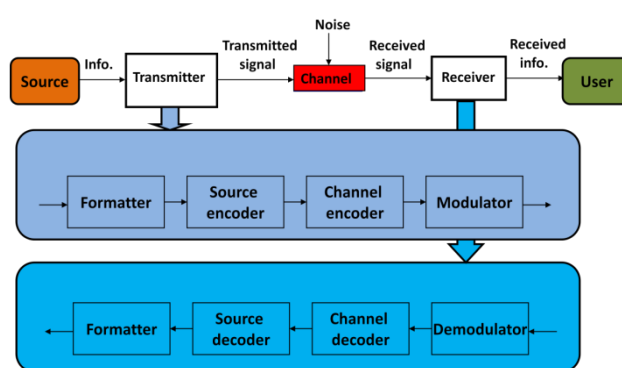 Noise
Info.
Transmitted
signal
Received
signal
Received
info.
Source
Transmitter
Channel
Receiver
User
Formatter
Source
encoder
Channel
encoder
Modulator
Formatter
Source
decoder
Channel
decoder
Demodulator